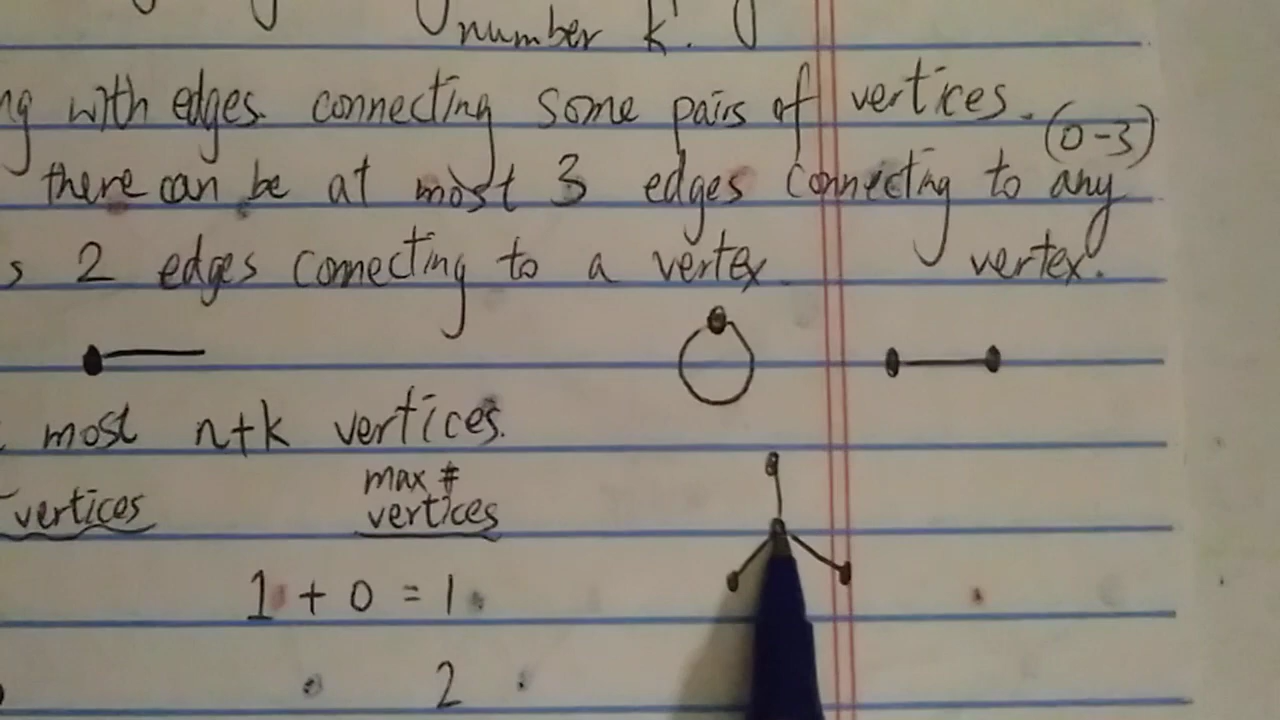 number k.
ng with edges connecting some pairs of vertices.
(0-3)
there can be at most 3 edges connecting to any
s 2 edges connecting to a vertex vertex.
most n+k vertices.
vertices max # vertices
1 + 0 = 1
2